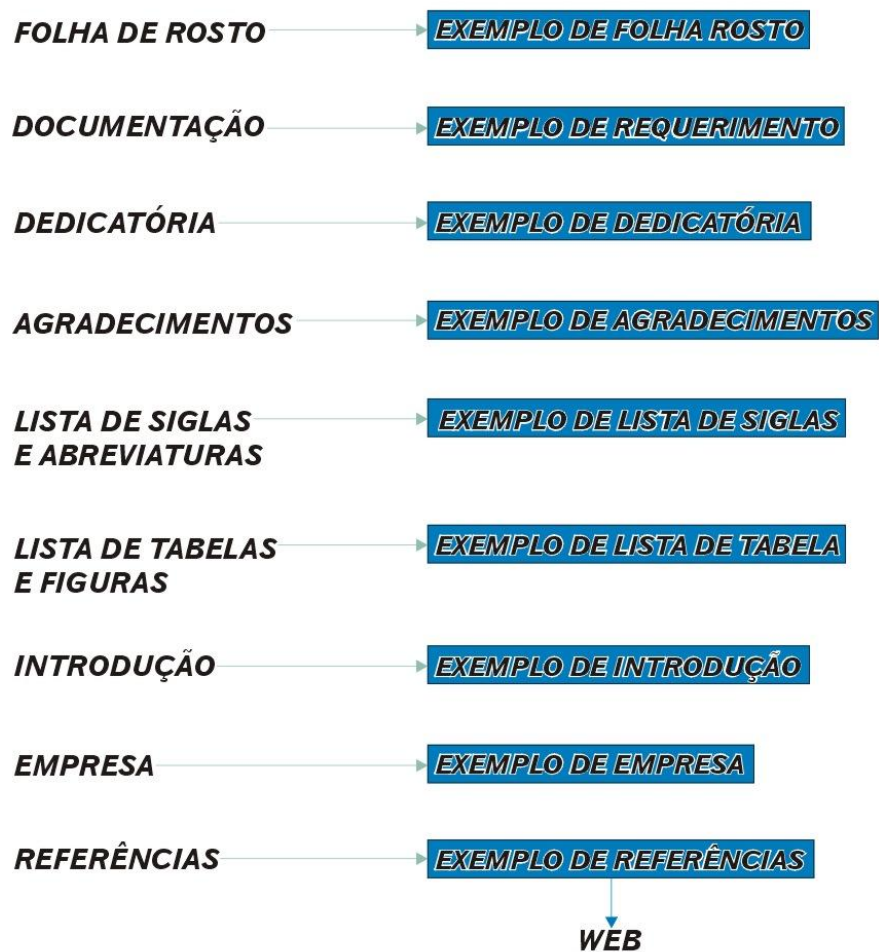 FOLHA DE ROSTO
EXEMPLO DE FOLHA ROSTO
DOCUMENTAÇÃO
EXEMPLO DE REQUERIMENTO
DEDICATÓRIA
EXEMPLO DE DEDICATÓRIA
AGRADECIMENTOS
EXEMPLO DE AGRADECIMENTOS
LISTA DE SIGLAS
E ABREVIATURAS
EXEMPLO DE LISTA DE SIGLAS
LISTA DE TABELAS
E FIGURAS
EXEMPLO DE LISTA DE TABELA
INTRODUÇÃO
EXEMPLO DE INTRODUÇÃO
EMPRESA
EXEMPLO DE EMPRESA
REFERÊNCIAS
EXEMPLO DE REFERÊNCIAS
WEB